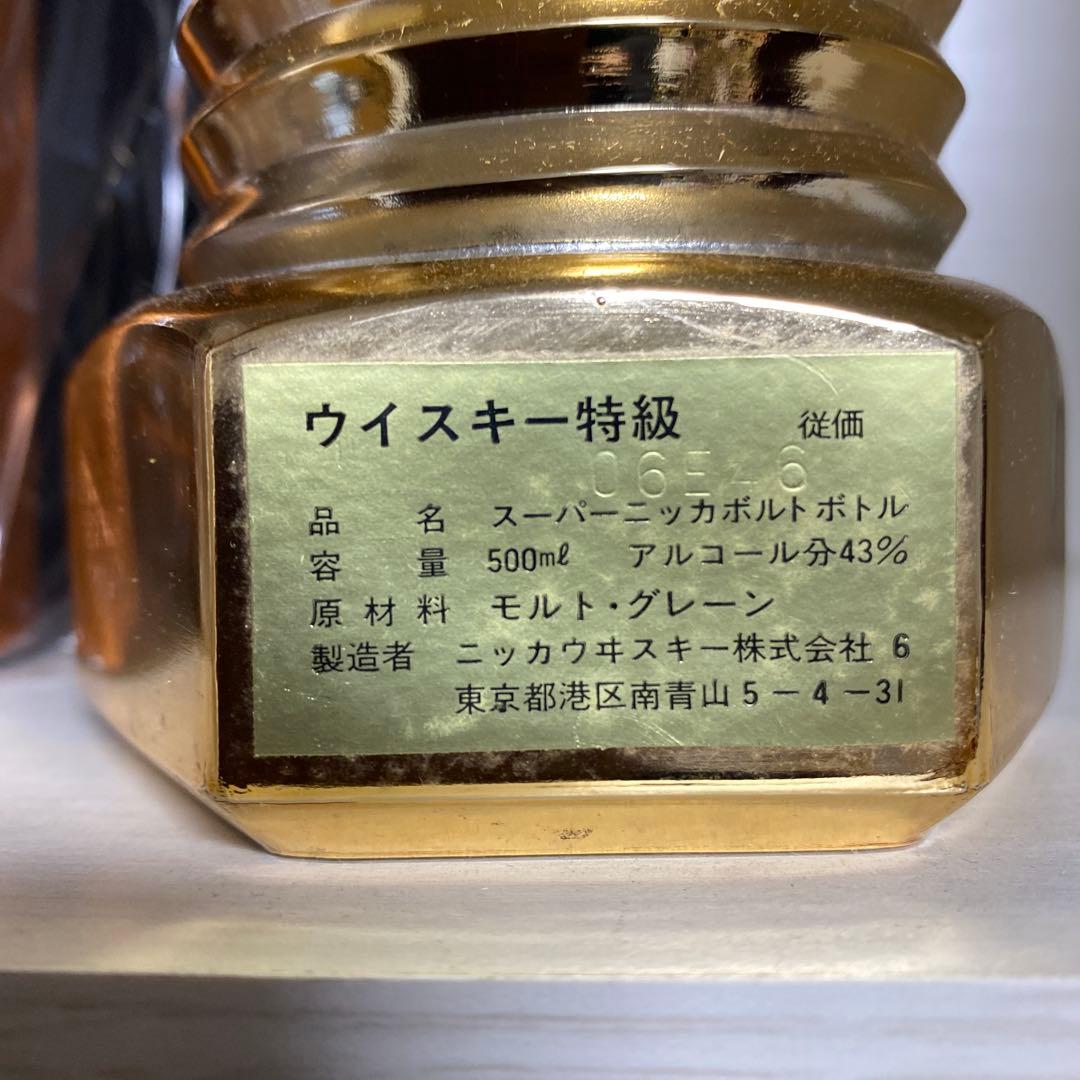 ウイスキー特級 従価
品名 スーパーニッカボルトボトル
容量 500mℓ アルコール分43%
原材料 モルト・グレーン
製造者 ニッカウヰスキー株式会社 6
東京都港区南青山5-4-31